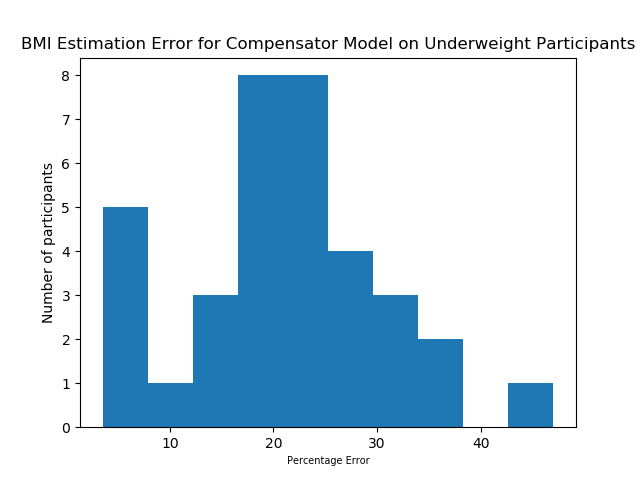 BMI Estimation Error for Compensator Model on Underweight Participants
8
7
6
5
4
3
2
1
0
Number of participants
10 20 30 40
Percentage Error